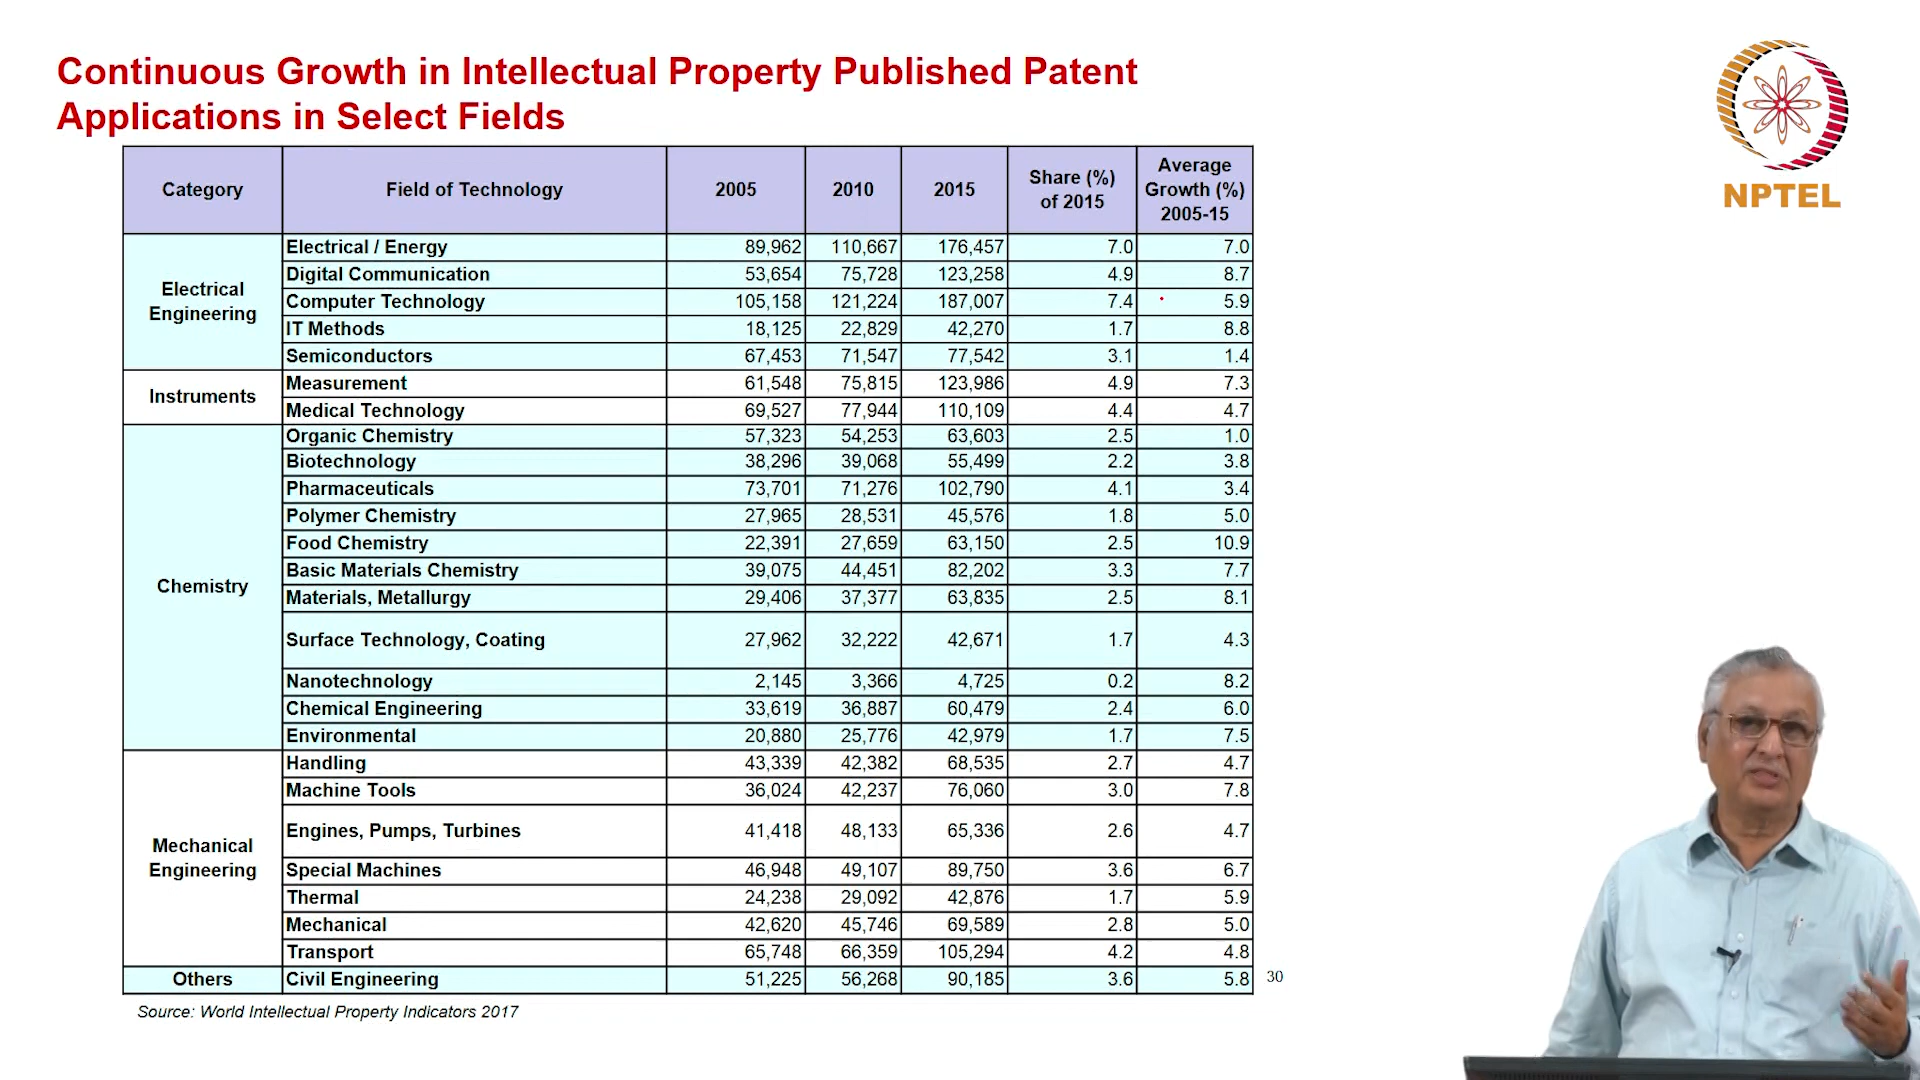 Continuous Growth in Intellectual Property Published Patent
Applications in Select Fields
NPTEL
Category Field of Technology 2005 2010 2015 Share (%) of 2015 Average Growth (%) 2005-15
Electrical Engineering
Electrical / Energy 89,962 110,667 176,457 7.0 7.0
Digital Communication 53,654 75,728 123,258 4.9 8.7
Computer Technology 105,158 121,224 187,007 7.4 5.9
IT Methods 18,125 22,829 42,270 1.7 8.8
Semiconductors 67,453 71,547 77,542 3.1 1.4
Instruments
Measurement 61,548 75,815 123,986 4.9 7.3
Medical Technology 69,527 77,944 110,109 4.4 4.7
Chemistry
Organic Chemistry 57,323 54,253 63,603 2.5 1.0
Biotechnology 38,296 39,068 55,499 2.2 3.8
Pharmaceuticals 73,701 71,276 102,790 4.1 3.4
Polymer Chemistry 27,965 28,531 45,576 1.8 5.0
Food Chemistry 22,391 27,659 63,150 2.5 10.9
Basic Materials Chemistry 39,075 44,451 82,202 3.3 7.7
Materials, Metallurgy 29,406 37,377 63,835 2.5 8.1
Surface Technology, Coating 27,962 32,222 42,671 1.7 4.3
Nanotechnology 2,145 3,366 4,725 0.2 8.2
Chemical Engineering 33,619 36,887 60,479 2.4 6.0
Environmental 20,880 25,776 42,979 1.7 7.5
Mechanical Engineering
Handling 43,339 42,382 68,535 2.7 4.7
Machine Tools 36,024 42,237 76,060 3.0 7.8
Engines, Pumps, Turbines 41,418 48,133 65,336 2.6 4.7
Special Machines 46,948 49,107 89,750 3.6 6.7
Thermal 24,238 29,092 42,876 1.7 5.9
Mechanical 42,620 45,746 69,589 2.8 5.0
Transport 65,748 66,359 105,294 4.2 4.8
Others
Civil Engineering 51,225 56,268 90,185 3.6 5.8
30
Source: World Intellectual Property Indicators 2017